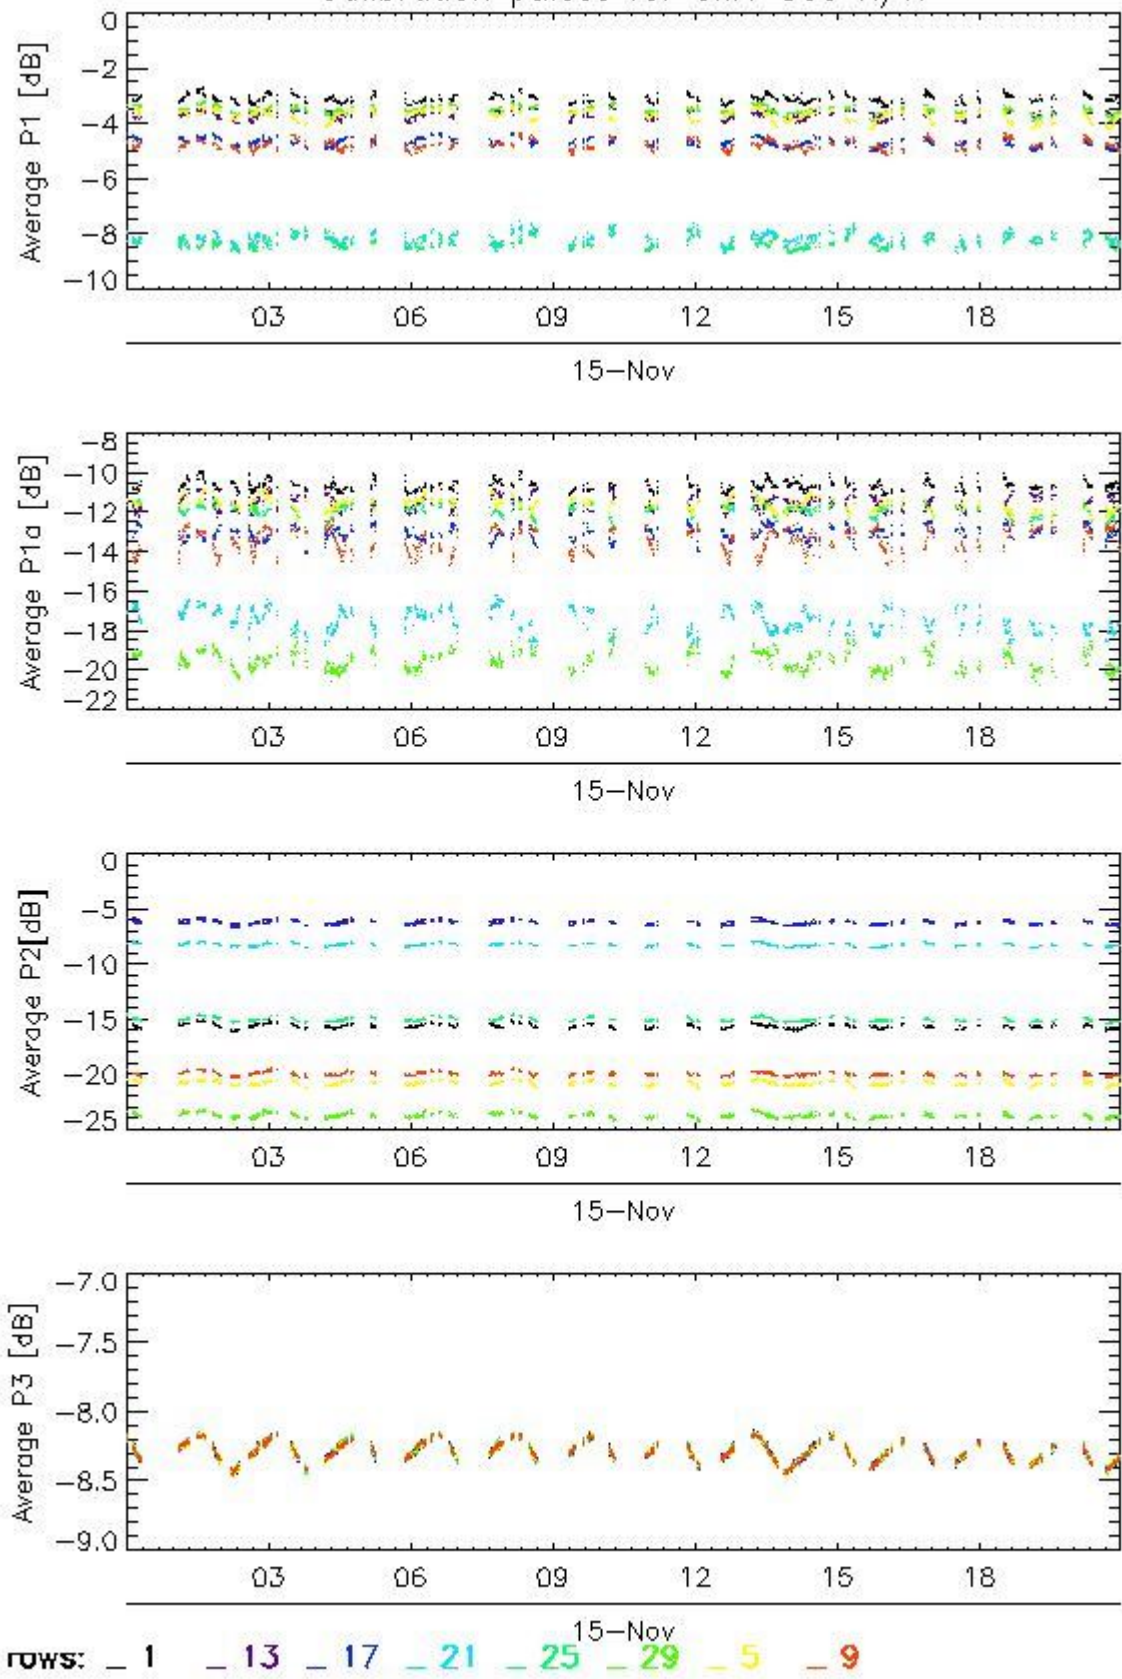 0
−2
−4
−6
−8
−10
Average P1 [dB]
03 06 09 12 15 18
15−Nov
−8
−10
−12
−14
−16
−18
−20
−22
Average P1a [dB]
03 06 09 12 15 18
15−Nov
0
−5
−10
−15
−20
−25
Average P2[dB]
03 06 09 12 15 18
15−Nov
−7.0
−7.5
−8.0
−8.5
−9.0
Average P3 [dB]
03 06 09 12 15 18
15−Nov
rows: _ 1 _ 13 _ 17 _ 21 _ 25 _ 29 _ 5 _ 9